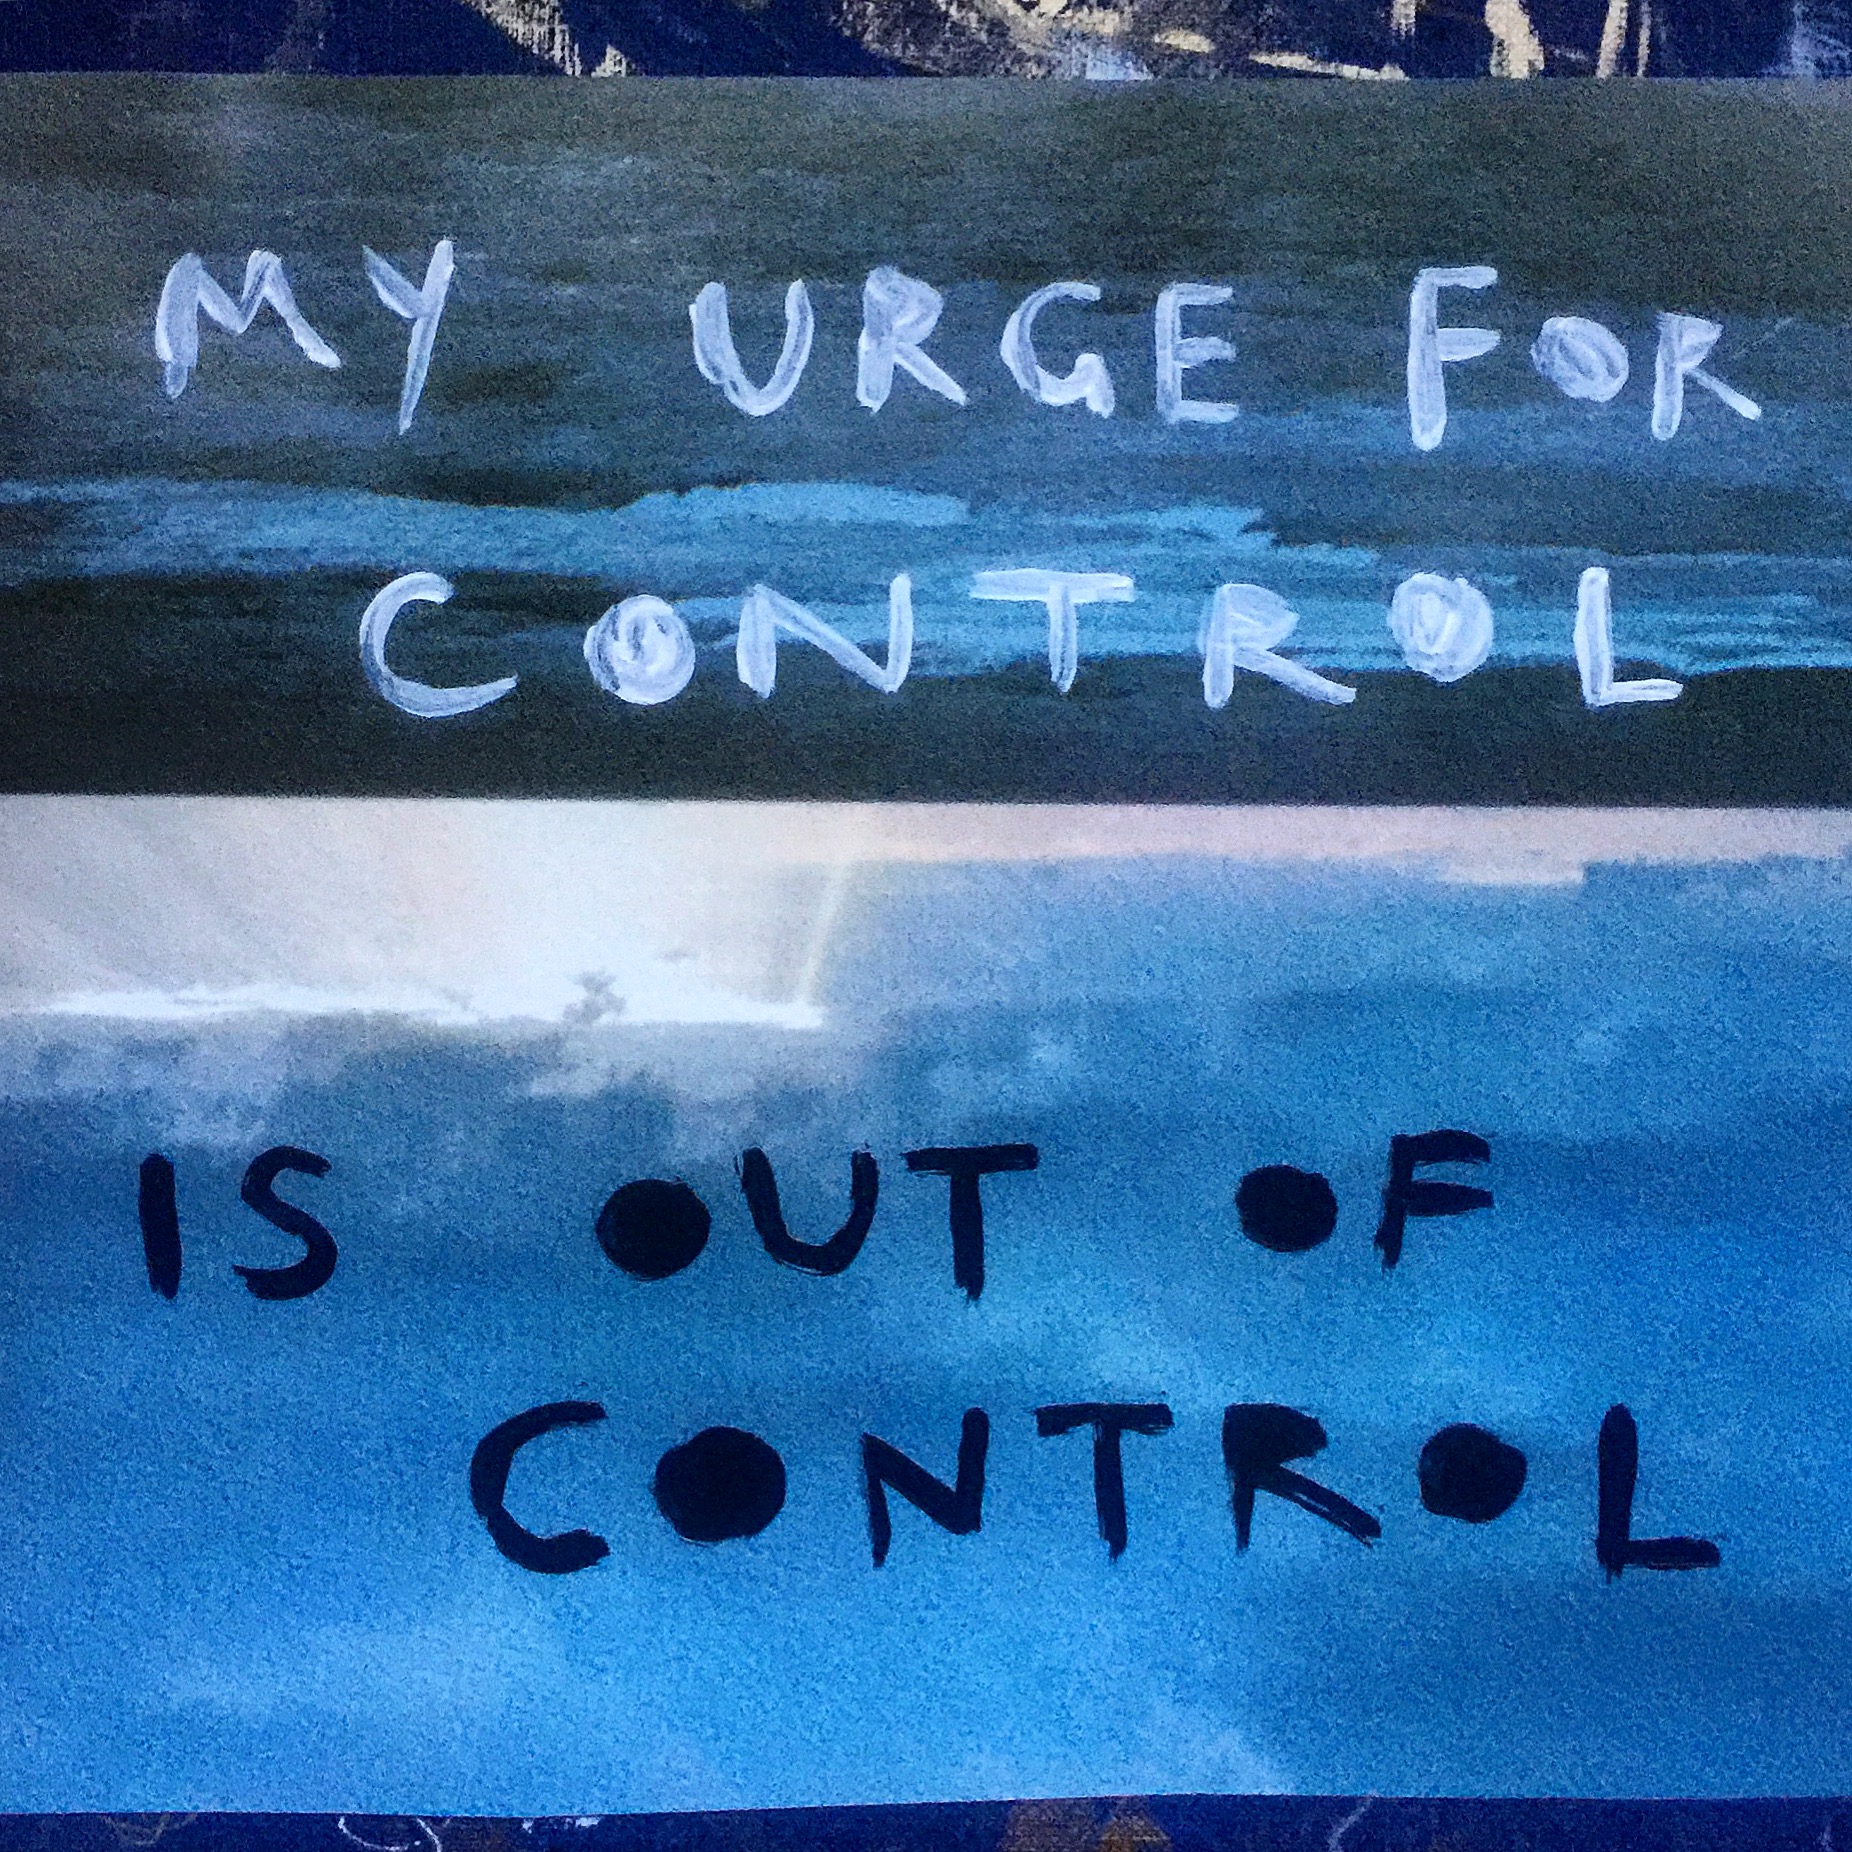 MY URGE FOR
CONTROL
IS OUT OF
CONTROL